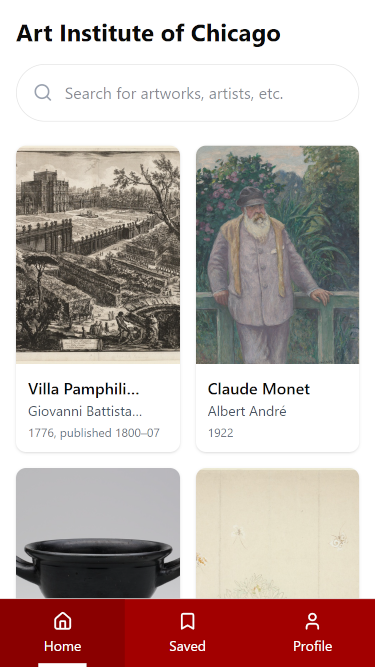 Art Institute of Chicago
Search for artworks, artists, etc.
Villa Pamphili...
Giovanni Battista...
1776, published 1800–07
Claude Monet
Albert André
1922
Home
Saved
Profile